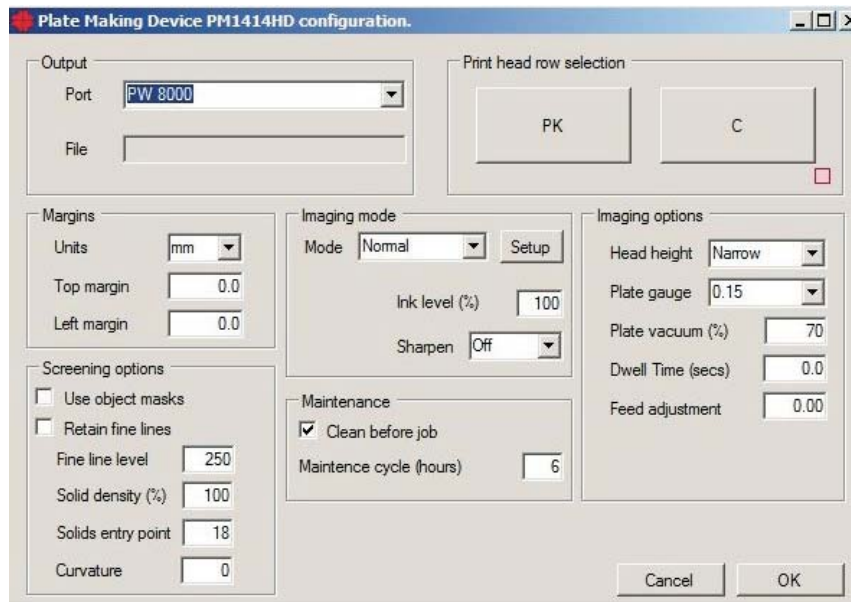 Plate Making Device PM1414HD configuration.
Output
Port PW 8000
File
Print head row selection
PK C
Margins
Units mm
Top margin 0.0
Left margin 0.0
Imaging mode
Mode Normal Setup
Ink level (%) 100
Sharpen Off
Imaging options
Head height Narrow
Plate gauge 0.15
Plate vacuum (%) 70
Dwell Time (secs) 0.0
Feed adjustment 0.00
Screening options
Use object masks
Retain fine lines
Fine line level 250
Solid density (%) 100
Solids entry point 18
Curvature 0
Maintenance
Clean before job
Maintence cycle (hours) 6
Cancel OK